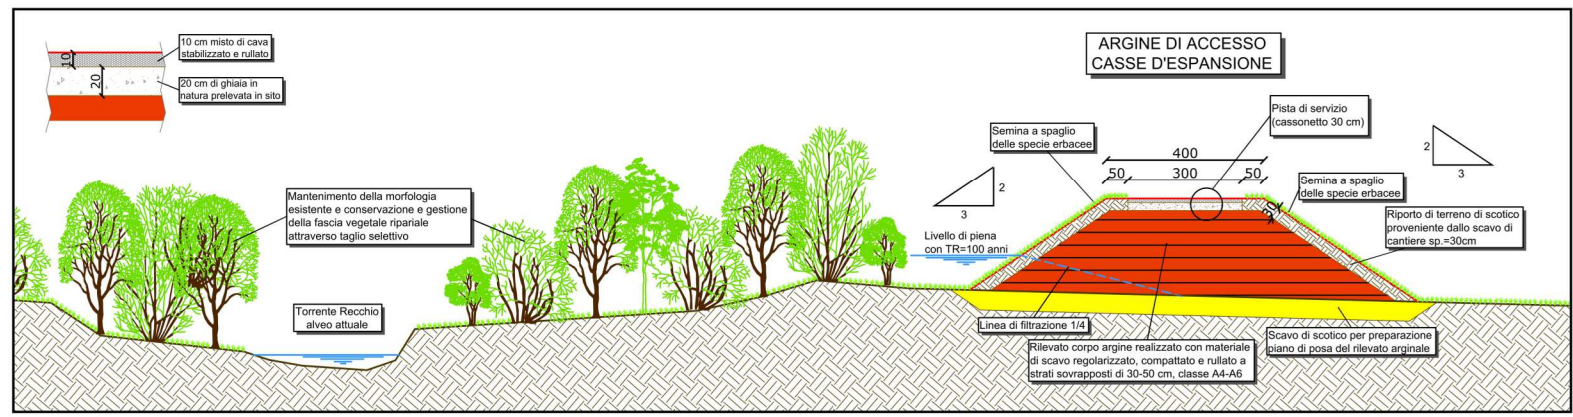 10 cm misto di cava
stabilizzato e rullato
10
20
20 cm di ghiaia in
natura prelevata in sito
ARGINE DI ACCESSO
CASSE D'ESPANSIONE
Pista di servizio
(cassonetto 30 cm)
Semina a spaglio
delle specie erbacee
400
50
300
50
2
3
2
3
Semina a spaglio
delle specie erbacee
30
Riporto di terreno di scotico
proveniente dallo scavo di
cantiere sp.=30cm
Mantenimento della morfologia
esistente e conservazione e gestione
della fascia vegetale ripariale
attraverso taglio selettivo
Livello di piena
con TR=100 anni
Torrente Recchio
alveo attuale
Linea di filtrazione 1/4
Rilevato corpo argine realizzato con materiale
di scavo regolarizzato, compattato e rullato a
strati sovrapposti di 30-50 cm, classe A4-A6
Scavo di scotico per preparazione
piano di posa del rilevato arginale